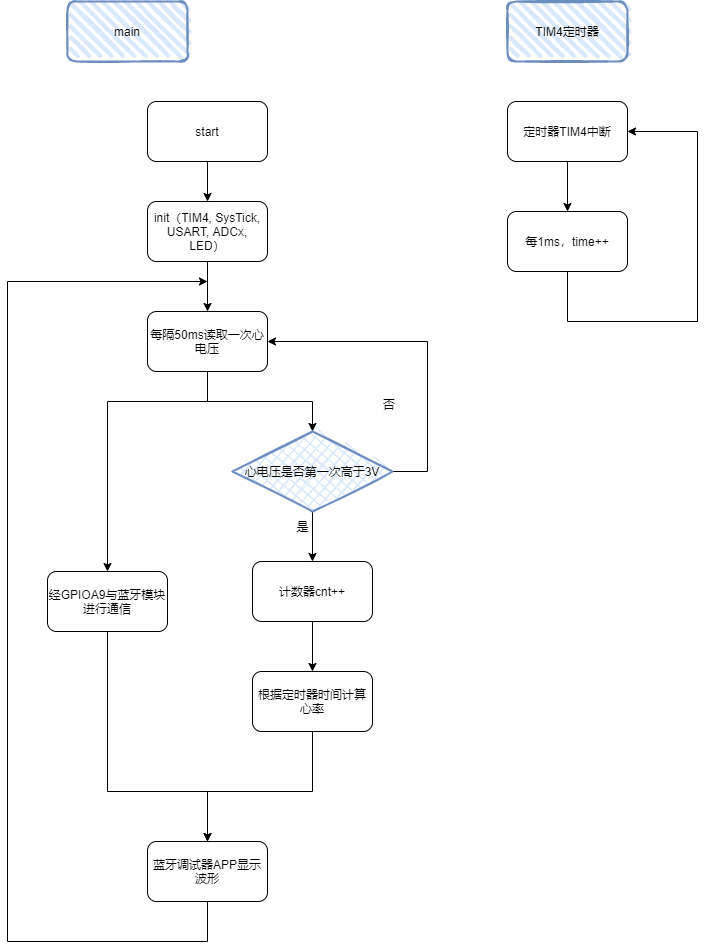 main
TIM4定时器
start
定时器TIM4中断
init（TIM4, SysTick,
USART, ADCx,
LED）
每1ms，time++
每隔50ms读取一次心
电压
否
心电压是否第一次高于3V
是
经GPIOA9与蓝牙模块
进行通信
计数器cnt++
根据定时器时间计算
心率
蓝牙调试器APP显示
波形